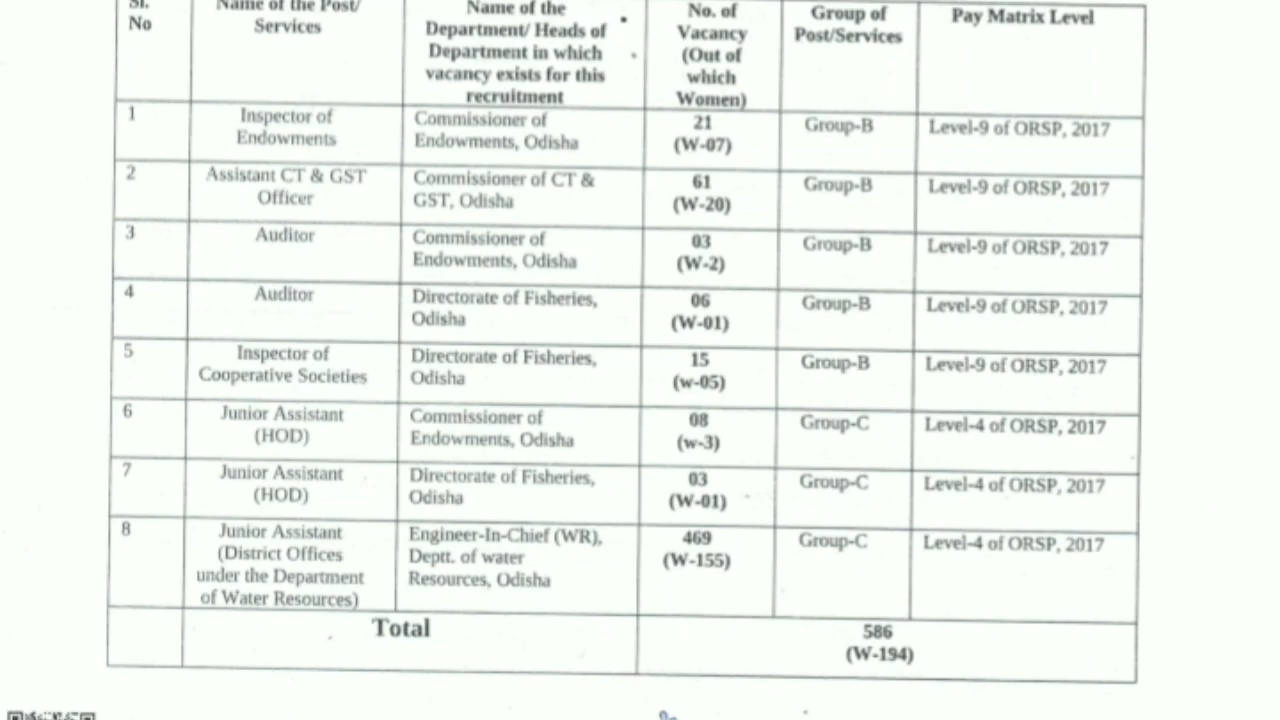 Sl.
No
Name of the Post/
Services
Name of the
Department/ Heads of
Department in which
vacancy exists for this
recruitment
No. of
Vacancy
(Out of
which
Women)
Group of
Post/Services
Pay Matrix Level
1
Inspector of
Endowments
Commissioner of
Endowments, Odisha
21
(W-07)
Group-B
Level-9 of ORSP, 2017
2
Assistant CT & GST
Officer
Commissioner of CT &
GST, Odisha
61
(W-20)
Group-B
Level-9 of ORSP, 2017
3
Auditor
Commissioner of
Endowments, Odisha
03
(W-2)
Group-B
Level-9 of ORSP, 2017
4
Auditor
Directorate of Fisheries,
Odisha
06
(W-01)
Group-B
Level-9 of ORSP, 2017
5
Inspector of
Cooperative Societies
Directorate of Fisheries,
Odisha
15
(w-05)
Group-B
Level-9 of ORSP, 2017
6
Junior Assistant
(HOD)
Commissioner of
Endowments, Odisha
08
(w-3)
Group-C
Level-4 of ORSP, 2017
7
Junior Assistant
(HOD)
Directorate of Fisheries,
Odisha
03
(W-01)
Group-C
Level-4 of ORSP, 2017
8
Junior Assistant
(District Offices
under the Department
of Water Resources)
Engineer-In-Chief (WR),
Deptt. of water
Resources, Odisha
469
(W-155)
Group-C
Level-4 of ORSP, 2017
Total
586
(W-194)